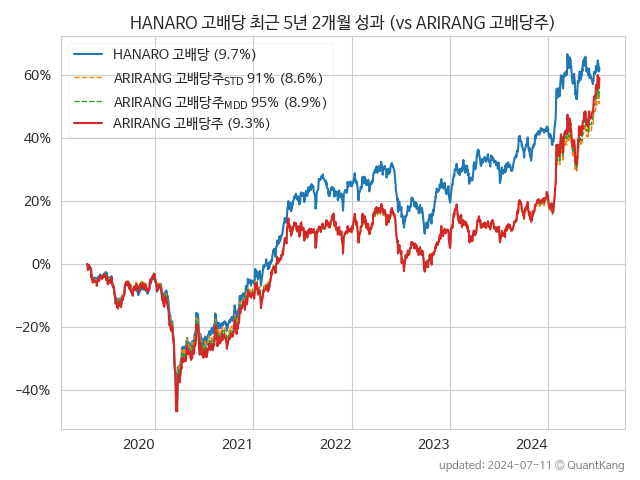 HANARO 고배당 최근 5년 2개월 성과 (vs ARIRANG 고배당주)
HANARO 고배당 (9.7%)
ARIRANG 고배당주STD 91% (8.6%)
ARIRANG 고배당주MDD 95% (8.9%)
ARIRANG 고배당주 (9.3%)
60%
40%
20%
0%
−20%
−40%
2020 2021 2022 2023 2024
updated: 2024-07-11 © QuantKang